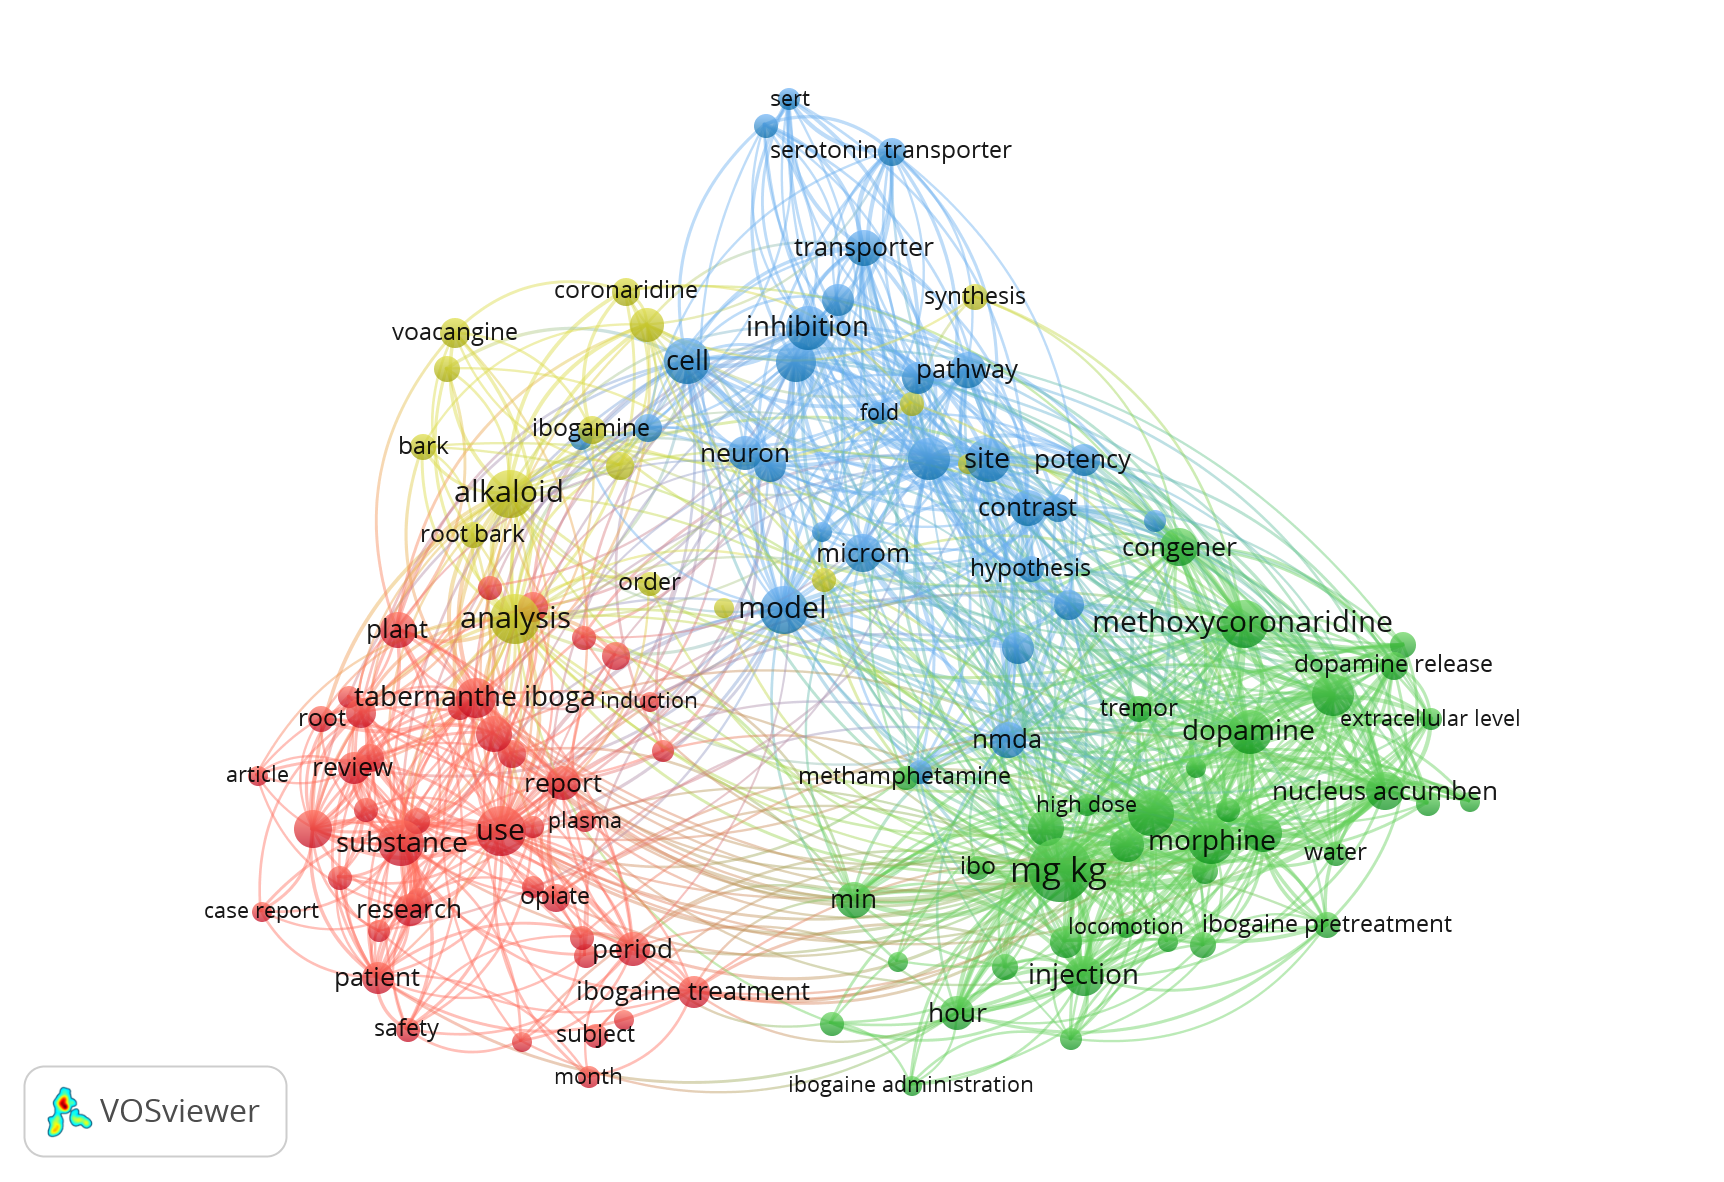 sert
serotonin transporter
transporter
coronaridine
synthesis
voacangine
inhibition
cell
pathway
fold
ibogamine
bark
neuron
site
potency
alkaloid
contrast
root bark
microm
congener
hypothesis
order
model
analysis
methoxycoronaridine
plant
dopamine release
tabernanthe iboga
induction
tremor
root
extracellular level
dopamine
nmda
review
article
report
methamphetamine
nucleus accumben
high dose
plasma
use
substance
morphine
water
ibo
mg kg
opiate
min
case report
research
locomotion
ibogaine pretreatment
period
patient
injection
ibogaine treatment
hour
safety
subject
month
ibogaine administration
VOSviewer